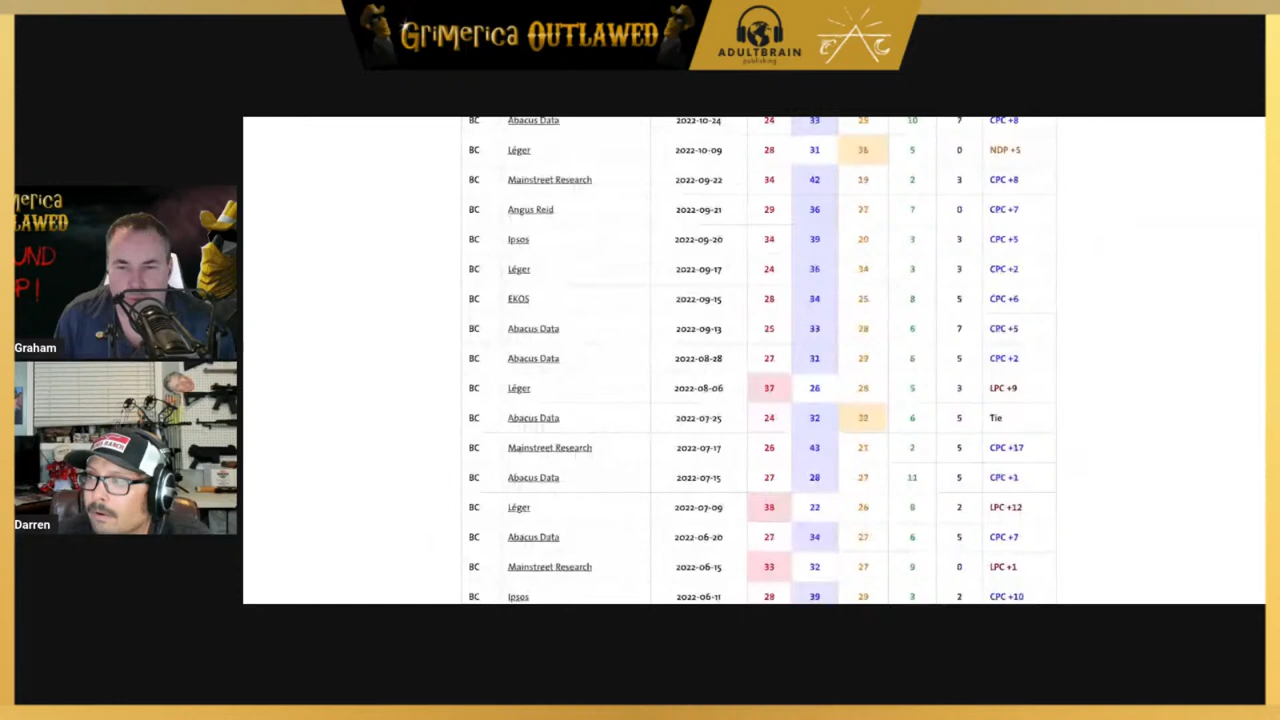 GRiMERiCA OUTLAWED
ADULTBRAIN
publishing
BC Abacus Data 2022-10-24 24 33 25 10 7 CPC +8
BC Léger 2022-10-09 28 31 36 5 0 NDP +5
BC Mainstreet Research 2022-09-22 34 42 19 2 3 CPC +8
BC Angus Reid 2022-09-21 29 36 27 7 0 CPC +7
BC Ipsos 2022-09-20 34 39 20 3 3 CPC +5
BC Léger 2022-09-17 24 36 34 3 3 CPC +2
BC EKOS 2022-09-15 28 34 25 8 5 CPC +6
BC Abacus Data 2022-09-13 25 33 28 6 7 CPC +5
BC Abacus Data 2022-08-28 27 31 29 6 5 CPC +2
BC Léger 2022-08-06 37 26 28 5 3 LPC +9
BC Abacus Data 2022-07-25 24 32 32 6 5 Tie
BC Mainstreet Research 2022-07-17 26 43 21 2 5 CPC +17
BC Abacus Data 2022-07-15 27 28 27 11 5 CPC +1
BC Léger 2022-07-09 38 22 26 8 2 LPC +12
BC Abacus Data 2022-06-20 27 34 27 6 5 CPC +7
BC Mainstreet Research 2022-06-15 33 32 27 9 0 LPC +1
BC Ipsos 2022-06-11 28 39 29 3 2 CPC +10
Graham
Darren